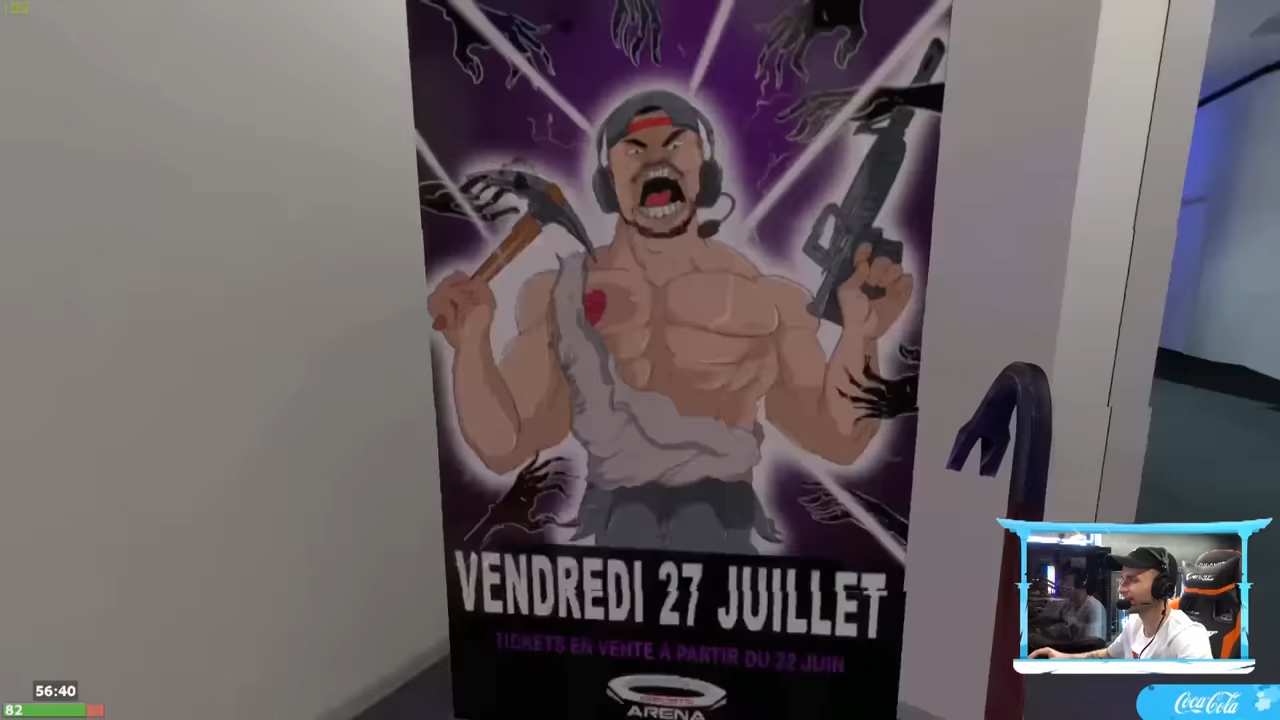 VENDREDI 27 JUILLET
TICKETS EN VENTE A PARTIR DU 22 JUIN
ARENA
56:40
82
Coca-Cola